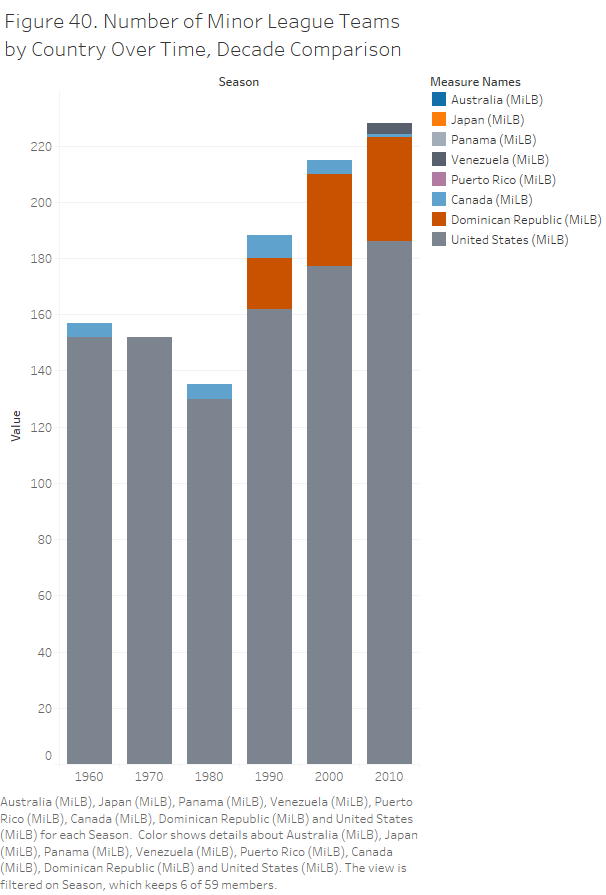 Figure 40. Number of Minor League Teams
by Country Over Time, Decade Comparison
Season
Measure Names
Australia (MiLB)
Japan (MiLB)
Panama (MiLB)
Venezuela (MiLB)
Puerto Rico (MiLB)
Canada (MiLB)
Dominican Republic (MiLB)
United States (MiLB)
Value
220
200
180
160
140
120
100
80
60
40
20
0
1960 1970 1980 1990 2000 2010
Australia (MiLB), Japan (MiLB), Panama (MiLB), Venezuela (MiLB), Puerto
Rico (MiLB), Canada (MiLB), Dominican Republic (MiLB) and United States
(MiLB) for each Season.  Color shows details about Australia (MiLB), Japan
(MiLB), Panama (MiLB), Venezuela (MiLB), Puerto Rico (MiLB), Canada
(MiLB), Dominican Republic (MiLB) and United States (MiLB). The view is
filtered on Season, which keeps 6 of 59 members.